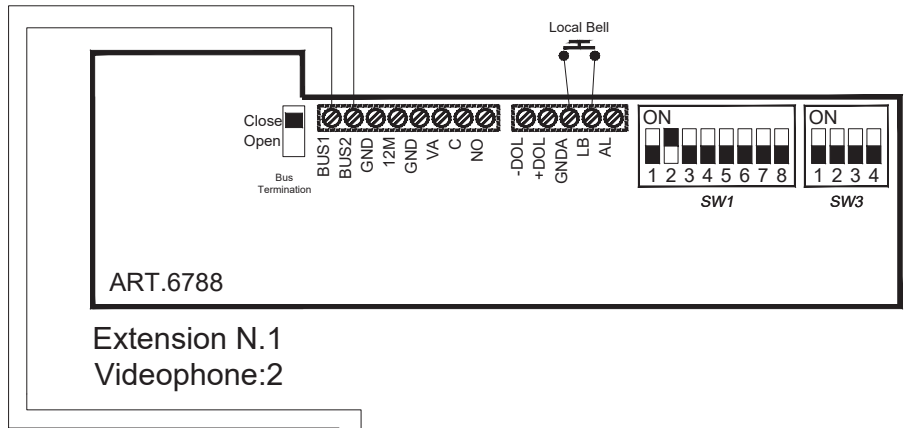 Local Bell
Close
Open
Bus
Termination
BUS1
BUS2
GND
12M
GND
VA
C
NO
-DOL
+DOL
GNDA
LB
AL
ON
1 2 3 4 5 6 7 8
SW1
ON
1 2 3 4
SW3
ART.6788
Extension N.1
Videophone:2